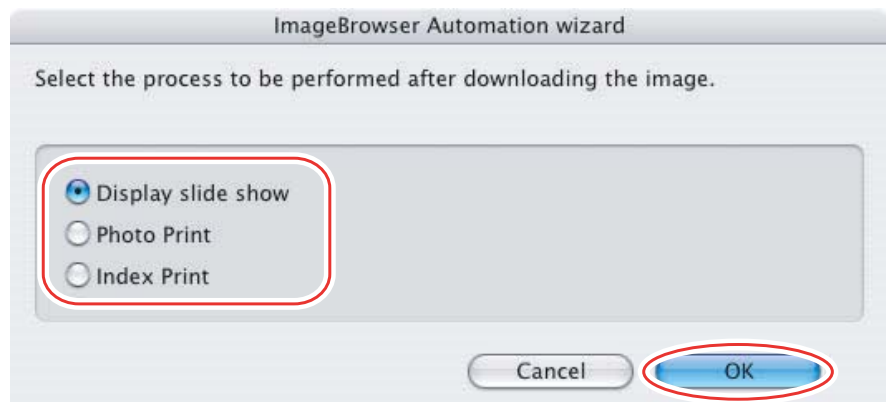 ImageBrowser Automation wizard
Select the process to be performed after downloading the image.
Display slide show
Photo Print
Index Print
Cancel
OK